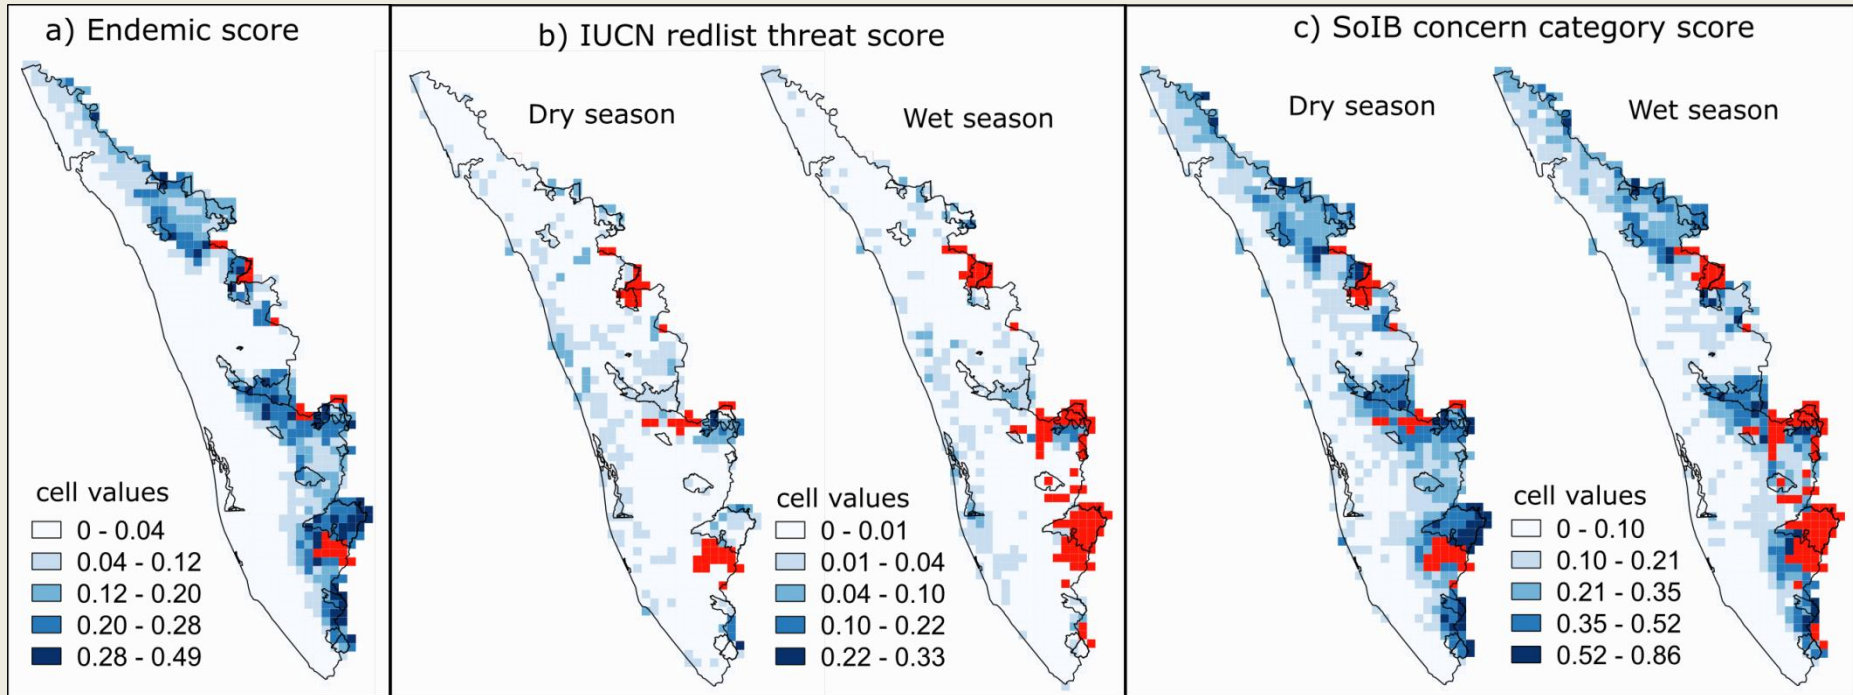 a) Endemic score
cell values
0 - 0.04
0.04 - 0.12
0.12 - 0.20
0.20 - 0.28
0.28 - 0.49
b) IUCN redlist threat score
Dry season
Wet season
cell values
0 - 0.01
0.01 - 0.04
0.04 - 0.10
0.10 - 0.22
0.22 - 0.33
c) SoIB concern category score
Dry season
Wet season
cell values
0 - 0.10
0.10 - 0.21
0.21 - 0.35
0.35 - 0.52
0.52 - 0.86